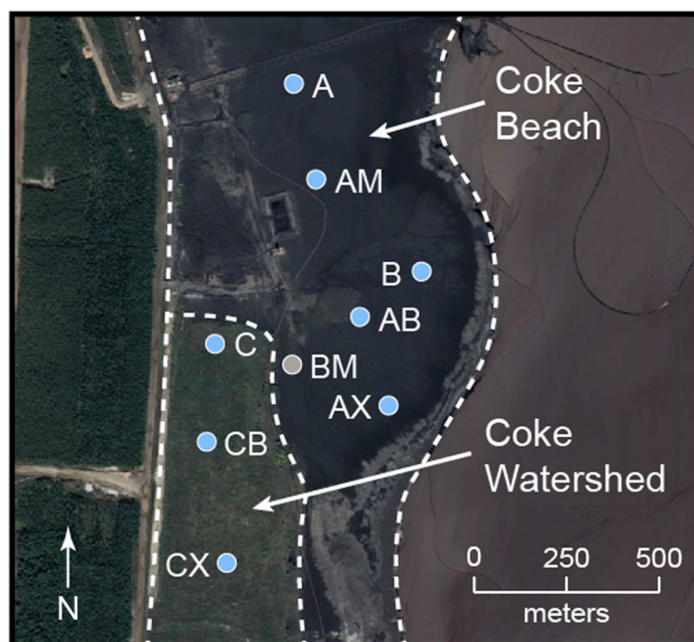 A
Coke
Beach
AM
B
AB
C
BM
AX
Coke
Watershed
CB
CX
N
0 250 500
meters